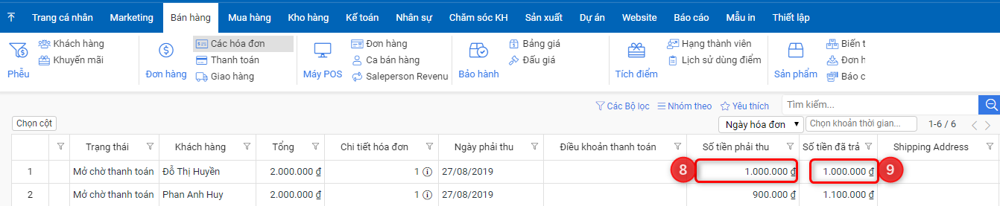 Trang cá nhân Marketing Bán hàng Mua hàng Kho hàng Kế toán Nhân sự Chăm sóc KH Sản xuất Dự án Website Báo cáo Mẫu in Thiết lập
Khách hàng Các hóa đơn Đơn hàng Bảng giá Hạng thành viên Biến t
Khuyến mãi Thanh toán Ca bán hàng Đấu giá Lịch sử dùng điểm Đơn h
Phễu Đơn hàng Giao hàng Máy POS Saleperson Revenu Bảo hành Tích điểm Sản phẩm Báo c
Các Bộ lọc Nhóm theo Yêu thích Tìm kiếm...
Chọn cột Ngày hóa đơn Chọn khoản thời gian... 1-6 / 6
Trạng thái Khách hàng Tổng Chi tiết hóa đơn Ngày phải thu Điều khoản thanh toán Số tiền phải thu Số tiền đã trả Shipping Address
1 Mở chờ thanh toán Đỗ Thị Huyền 2.000.000 ₫ 1 27/08/2019 8 1.000.000 ₫ 1.000.000 ₫ 9
2 Mở chờ thanh toán Phan Anh Huy 2.000.000 ₫ 1 27/08/2019 900.000 ₫ 1.100.000 ₫